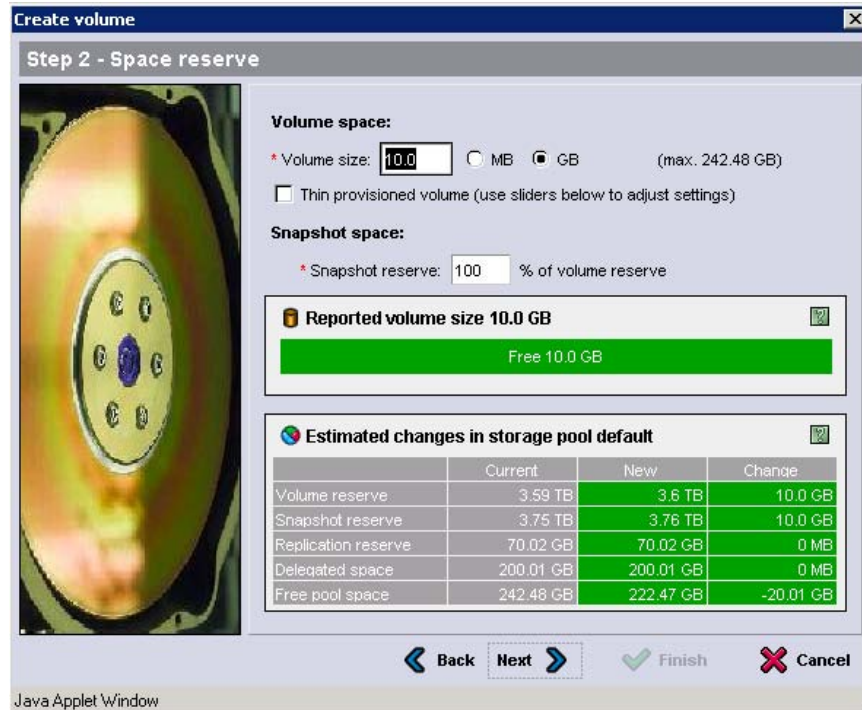 Create volume
Step 2 - Space reserve
Volume space:
* Volume size: 10.0 MB GB (max. 242.48 GB)
Thin provisioned volume (use sliders below to adjust settings)
Snapshot space:
* Snapshot reserve: 100 % of volume reserve
Reported volume size 10.0 GB
Free 10.0 GB
Estimated changes in storage pool default
Current New Change
Volume reserve 3.59 TB 3.6 TB 10.0 GB
Snapshot reserve 3.75 TB 3.76 TB 10.0 GB
Replication reserve 70.02 GB 70.02 GB 0 MB
Delegated space 200.01 GB 200.01 GB 0 MB
Free pool space 242.48 GB 222.47 GB -20.01 GB
Back Next Finish Cancel
Java Applet Window